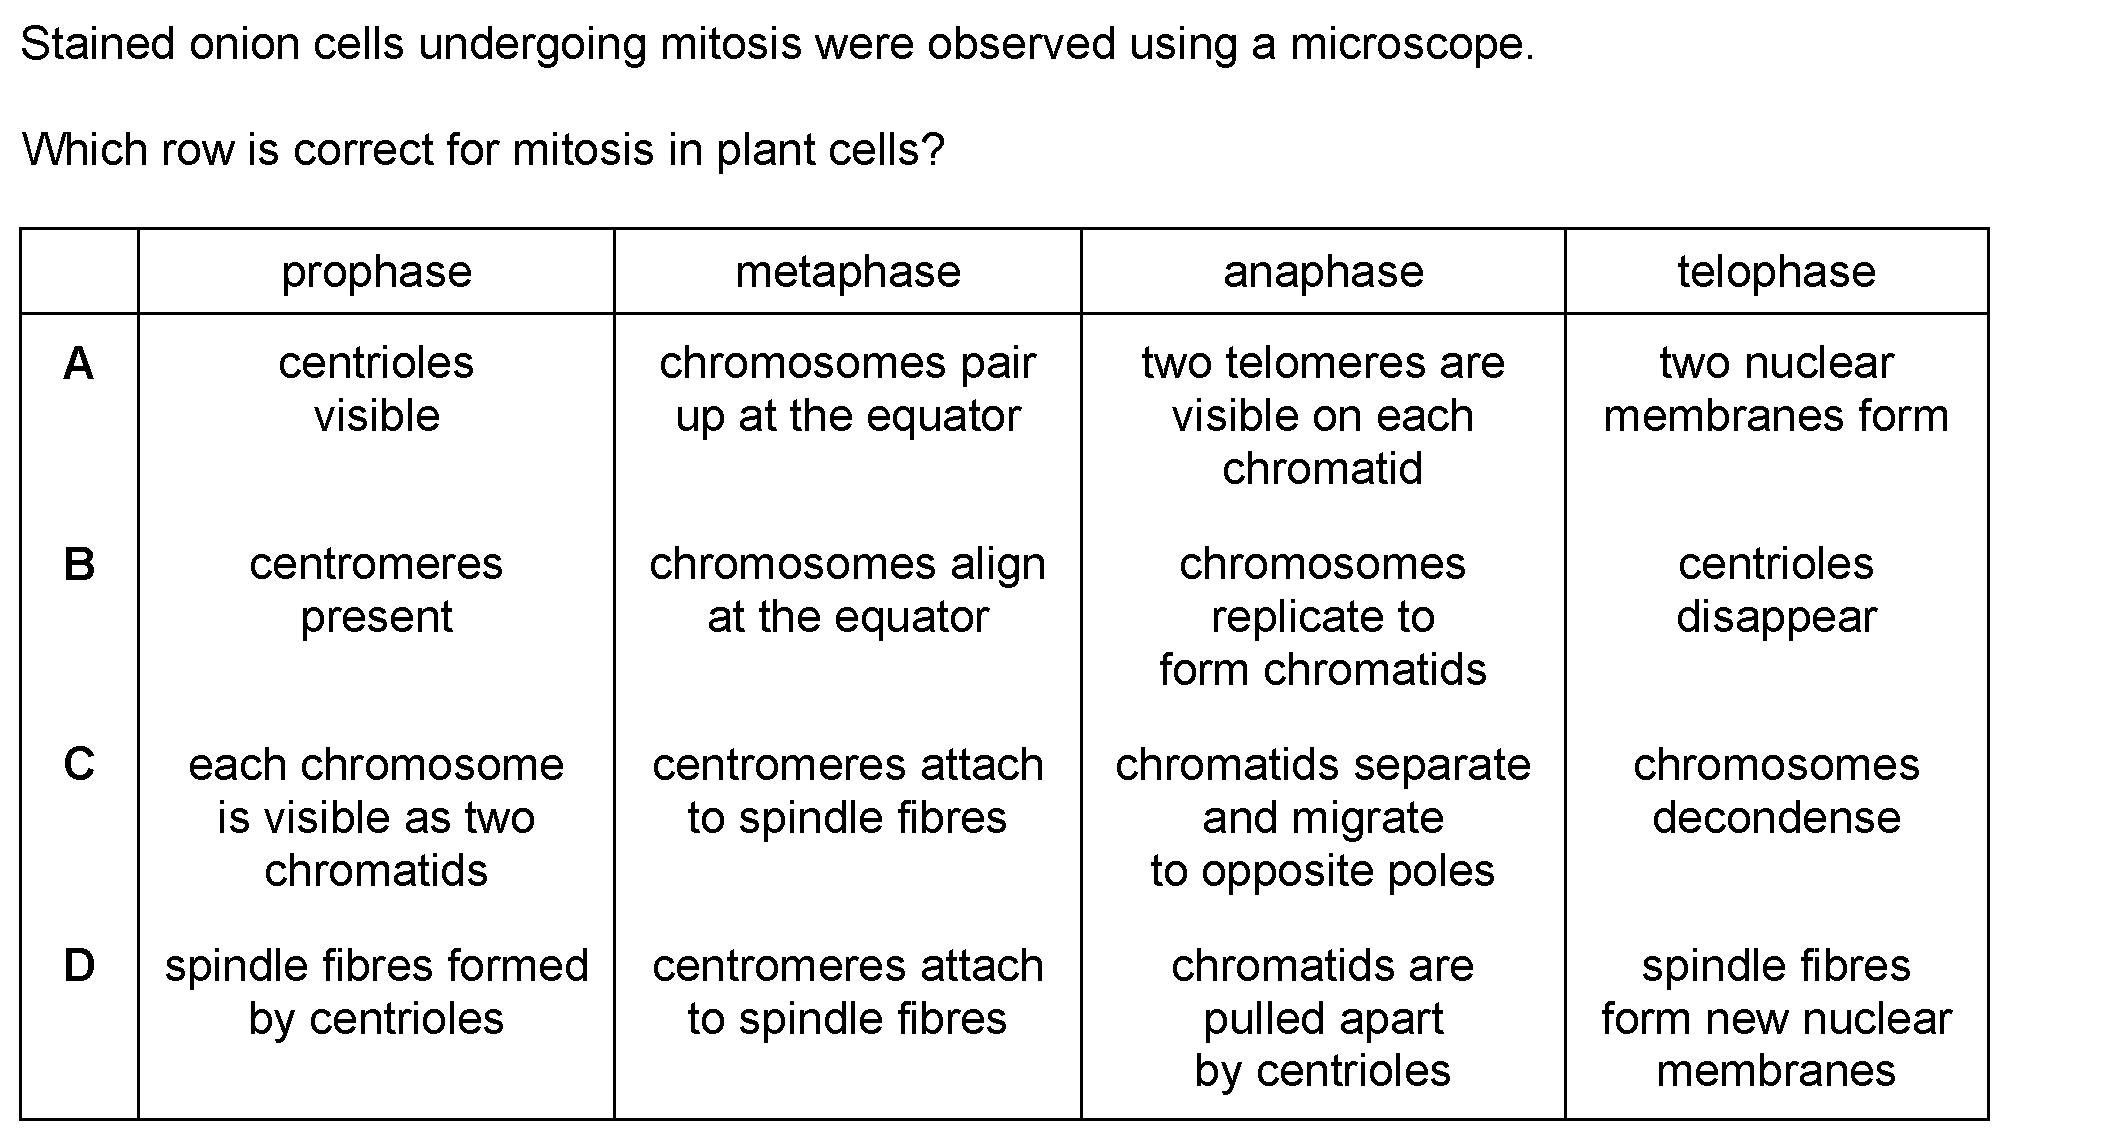 Stained onion cells undergoing mitosis were observed using a microscope.
Which row is correct for mitosis in plant cells?
prophase metaphase anaphase telophase
A centrioles visible chromosomes pair up at the equator two telomeres are visible on each chromatid two nuclear membranes form
B centromeres present chromosomes align at the equator chromosomes replicate to form chromatids centrioles disappear
C each chromosome is visible as two chromatids centromeres attach to spindle fibres chromatids separate and migrate to opposite poles chromosomes decondense
D spindle fibres formed by centrioles centromeres attach to spindle fibres chromatids are pulled apart by centrioles spindle fibres form new nuclear membranes